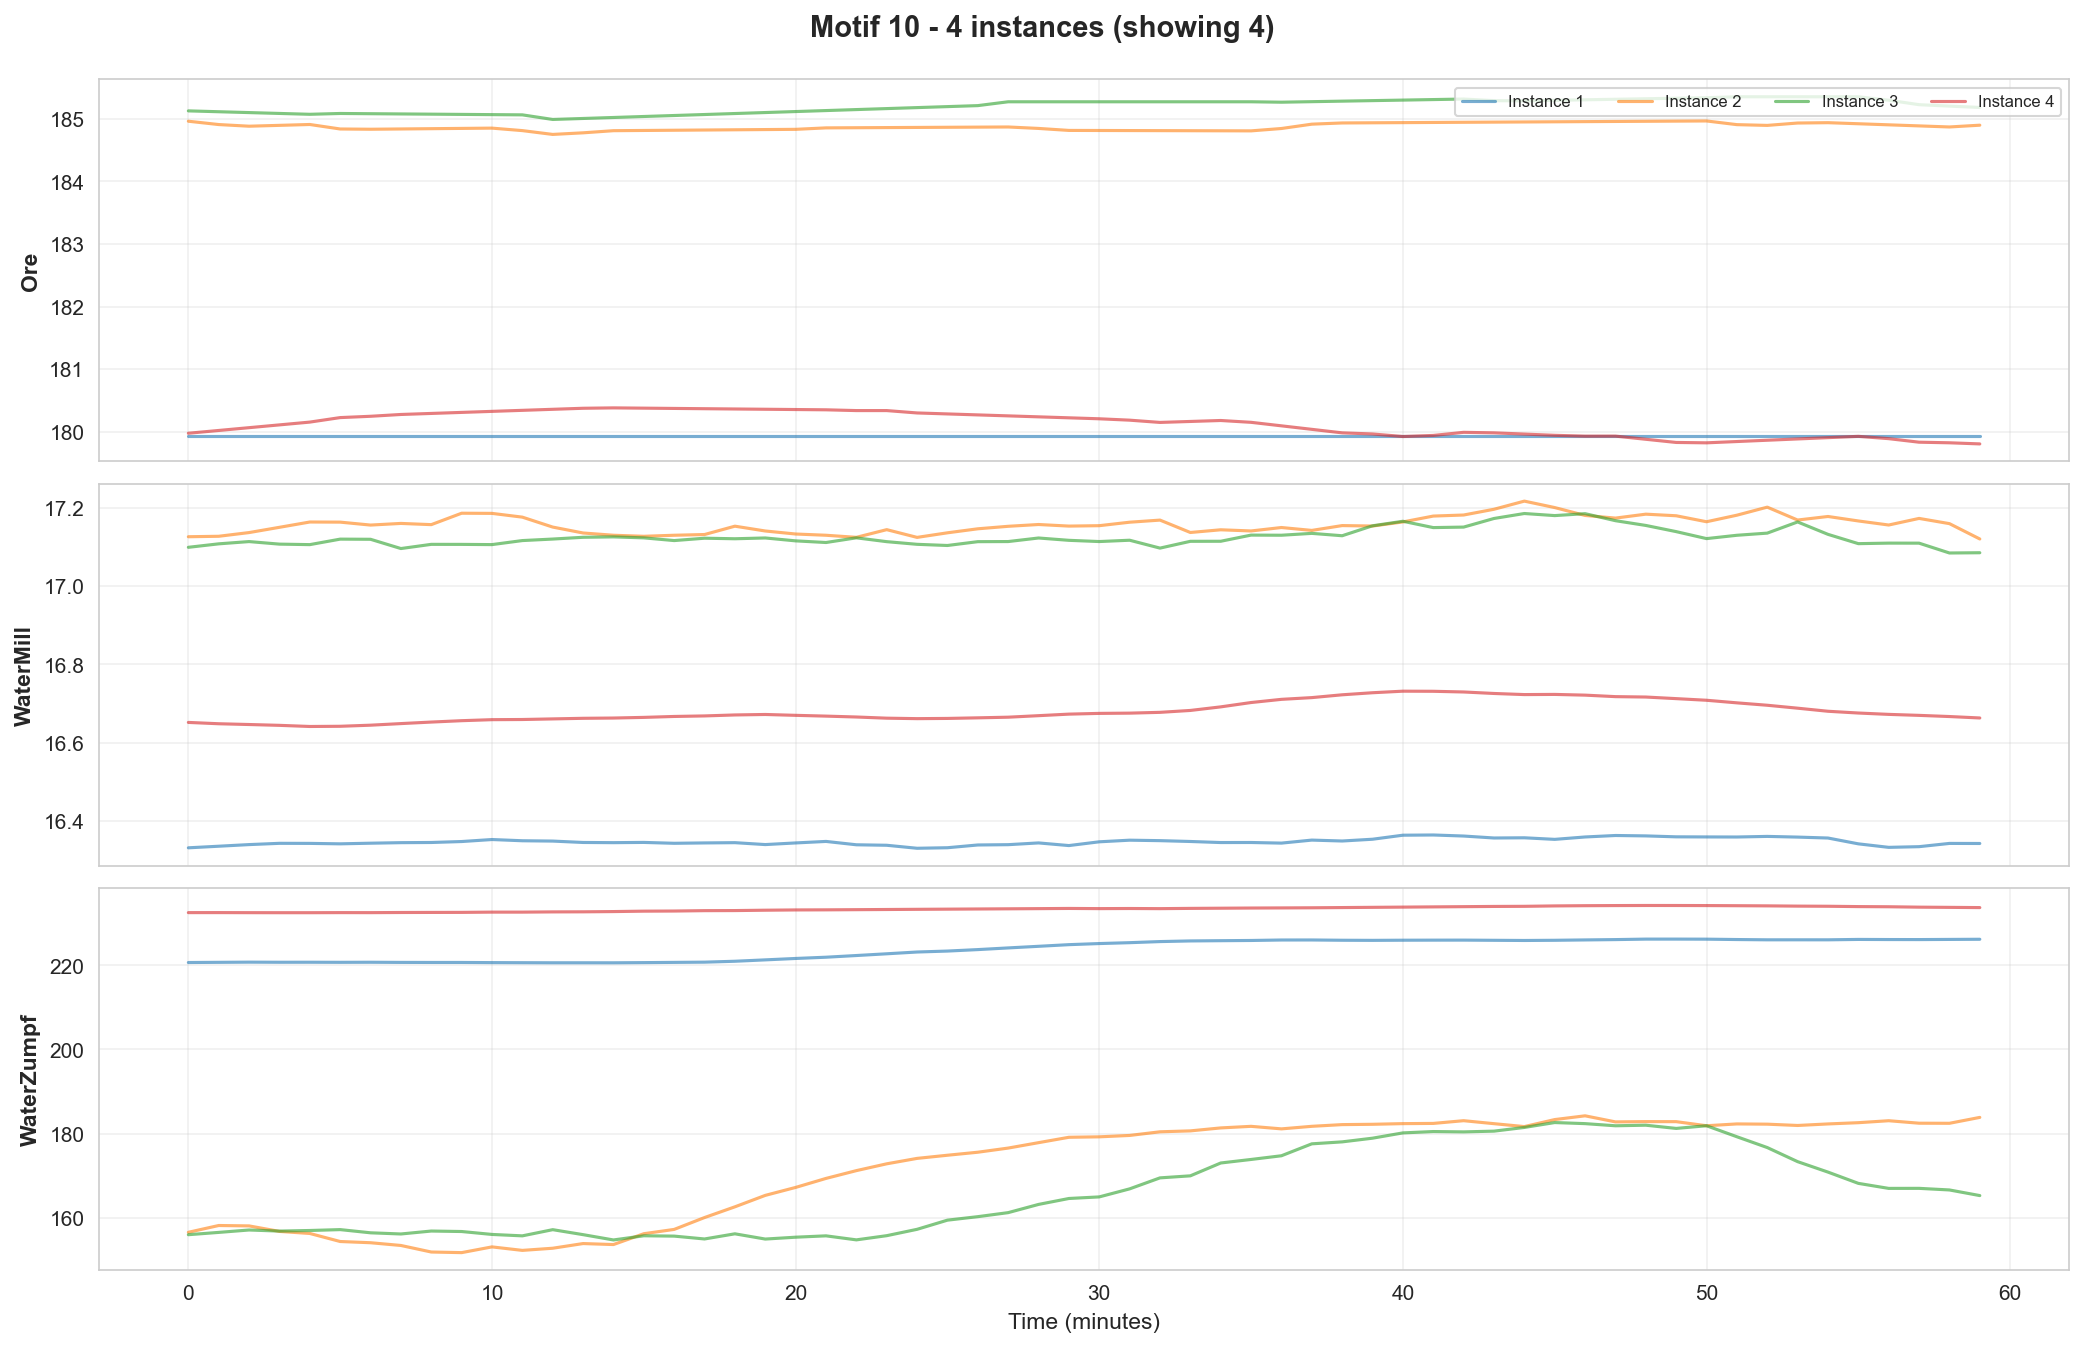 Motif 10 - 4 instances (showing 4)
Instance 1 Instance 2 Instance 3 Instance 4
185
184
183
182
181
180
Ore
17.2
17.0
16.8
16.6
16.4
WaterMill
220
200
180
160
WaterZumpf
0 10 20 30 40 50 60
Time (minutes)